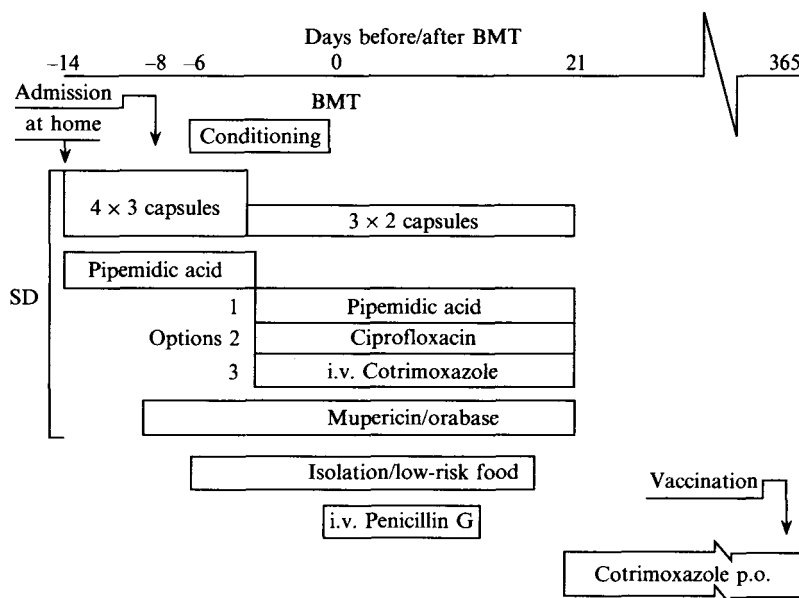 Days before/after BMT
–14 –8 –6 0 21 365
Admission
at home
BMT
Conditioning
4 × 3 capsules
3 × 2 capsules
SD
Pipemidic acid
1 Pipemidic acid
Options 2 Ciprofloxacin
3 i.v. Cotrimoxazole
Mupericin/orabase
Isolation/low-risk food
Vaccination
i.v. Penicillin G
Cotrimoxazole p.o.